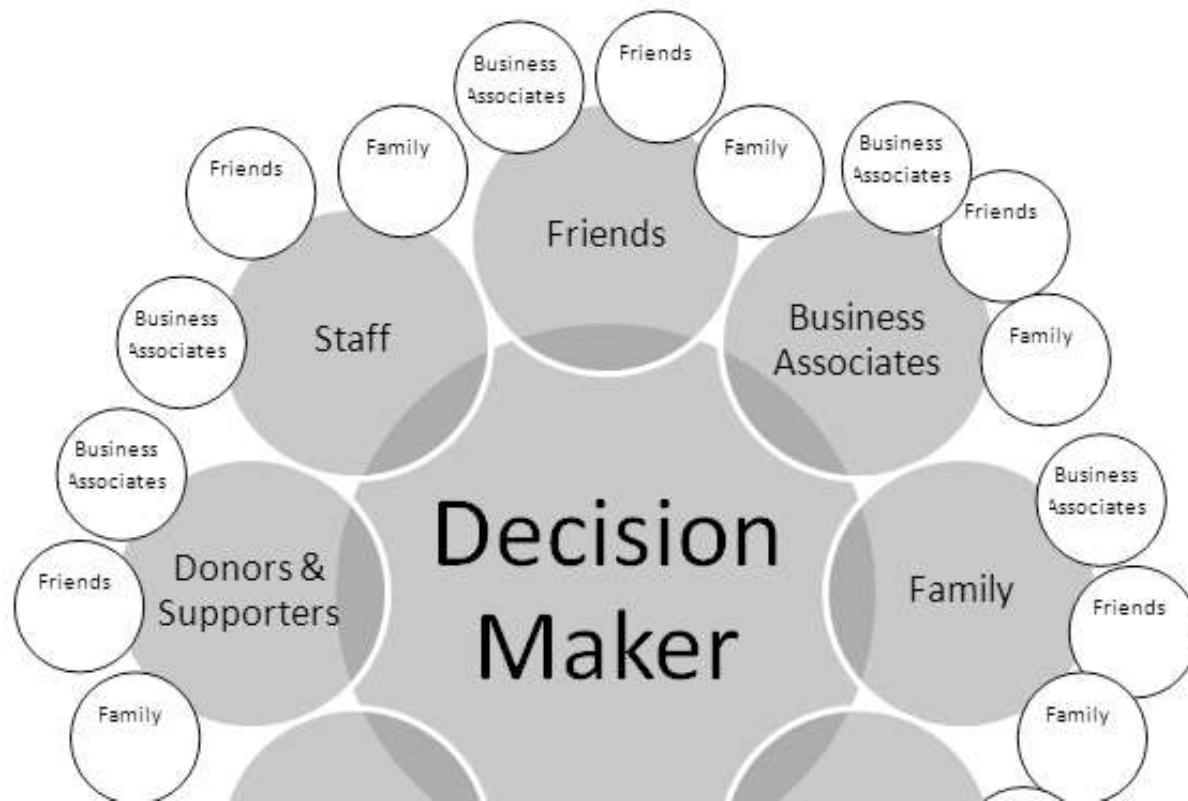 Friends
Business
Associates
Family
Friends
Family
Business
Associates
Friends
Friends
Family
Business
Associates
Staff
Business
Associates
Business
Associates
Friends
Donors &
Supporters
Family
Decision
Maker
Family
Business
Associates
Friends
Family